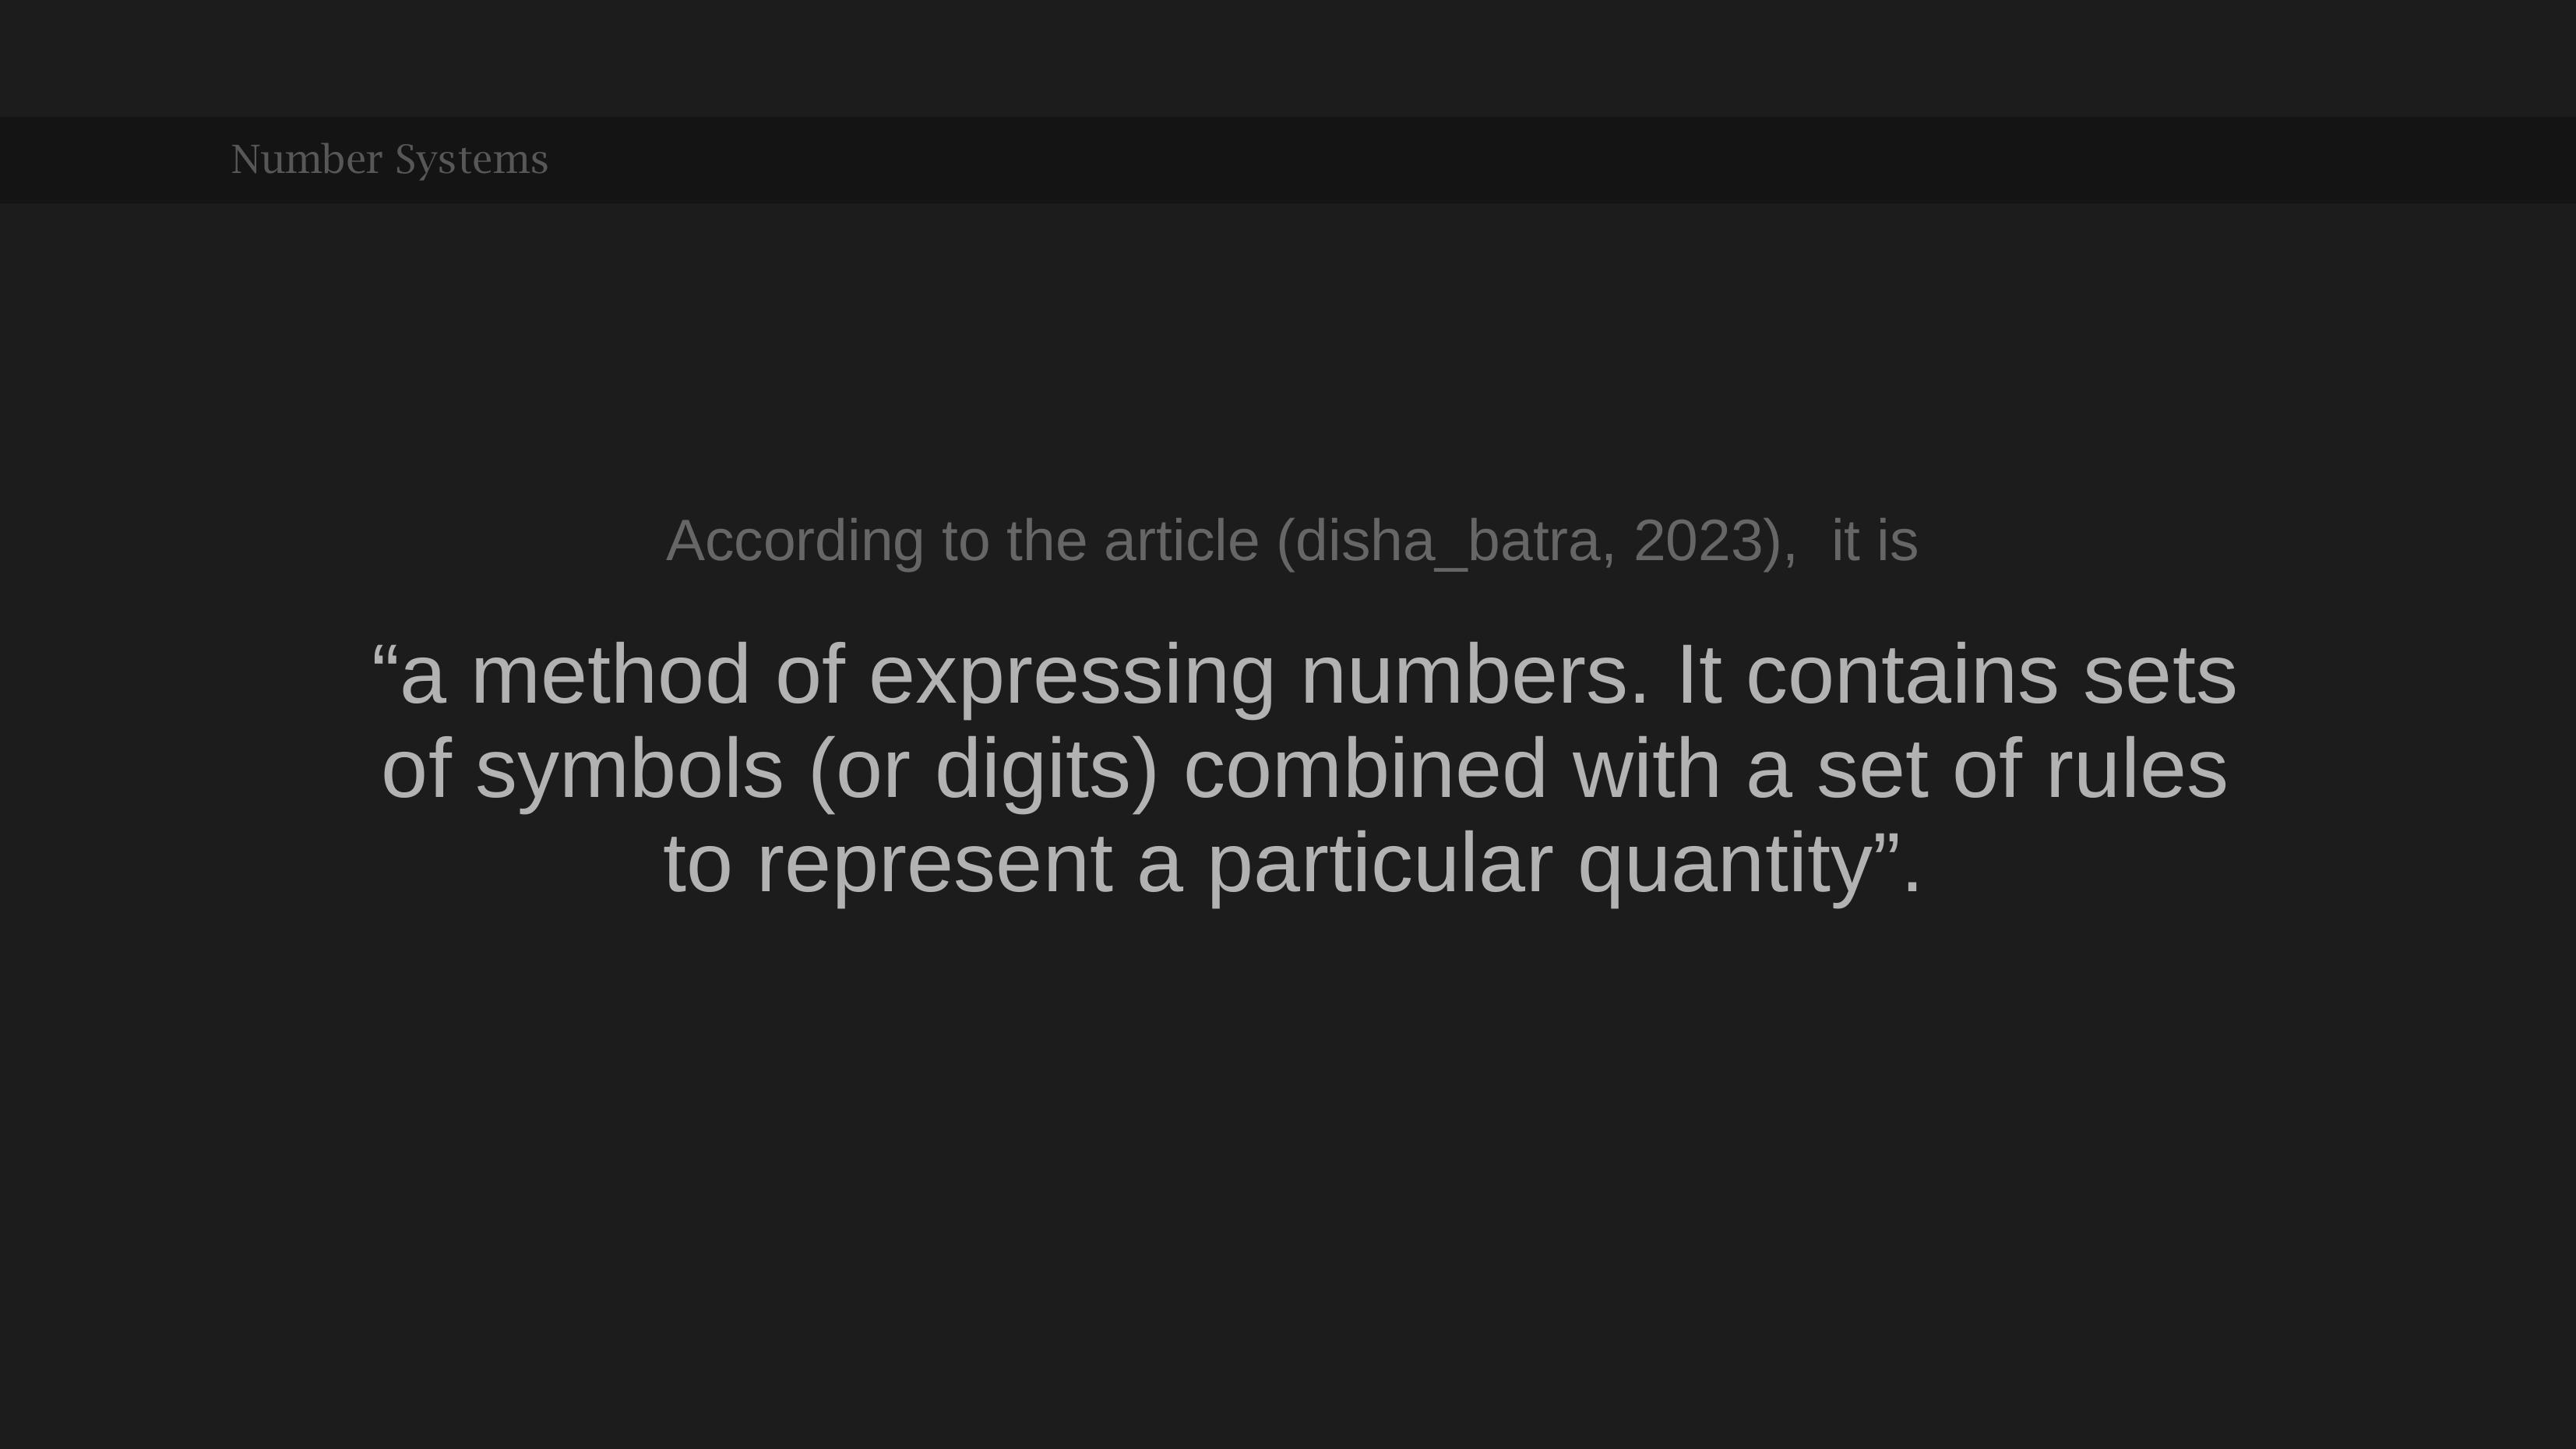 Number Systems
According to the article (disha_batra, 2023),  it is
“a method of expressing numbers. It contains sets
of symbols (or digits) combined with a set of rules
to represent a particular quantity”.